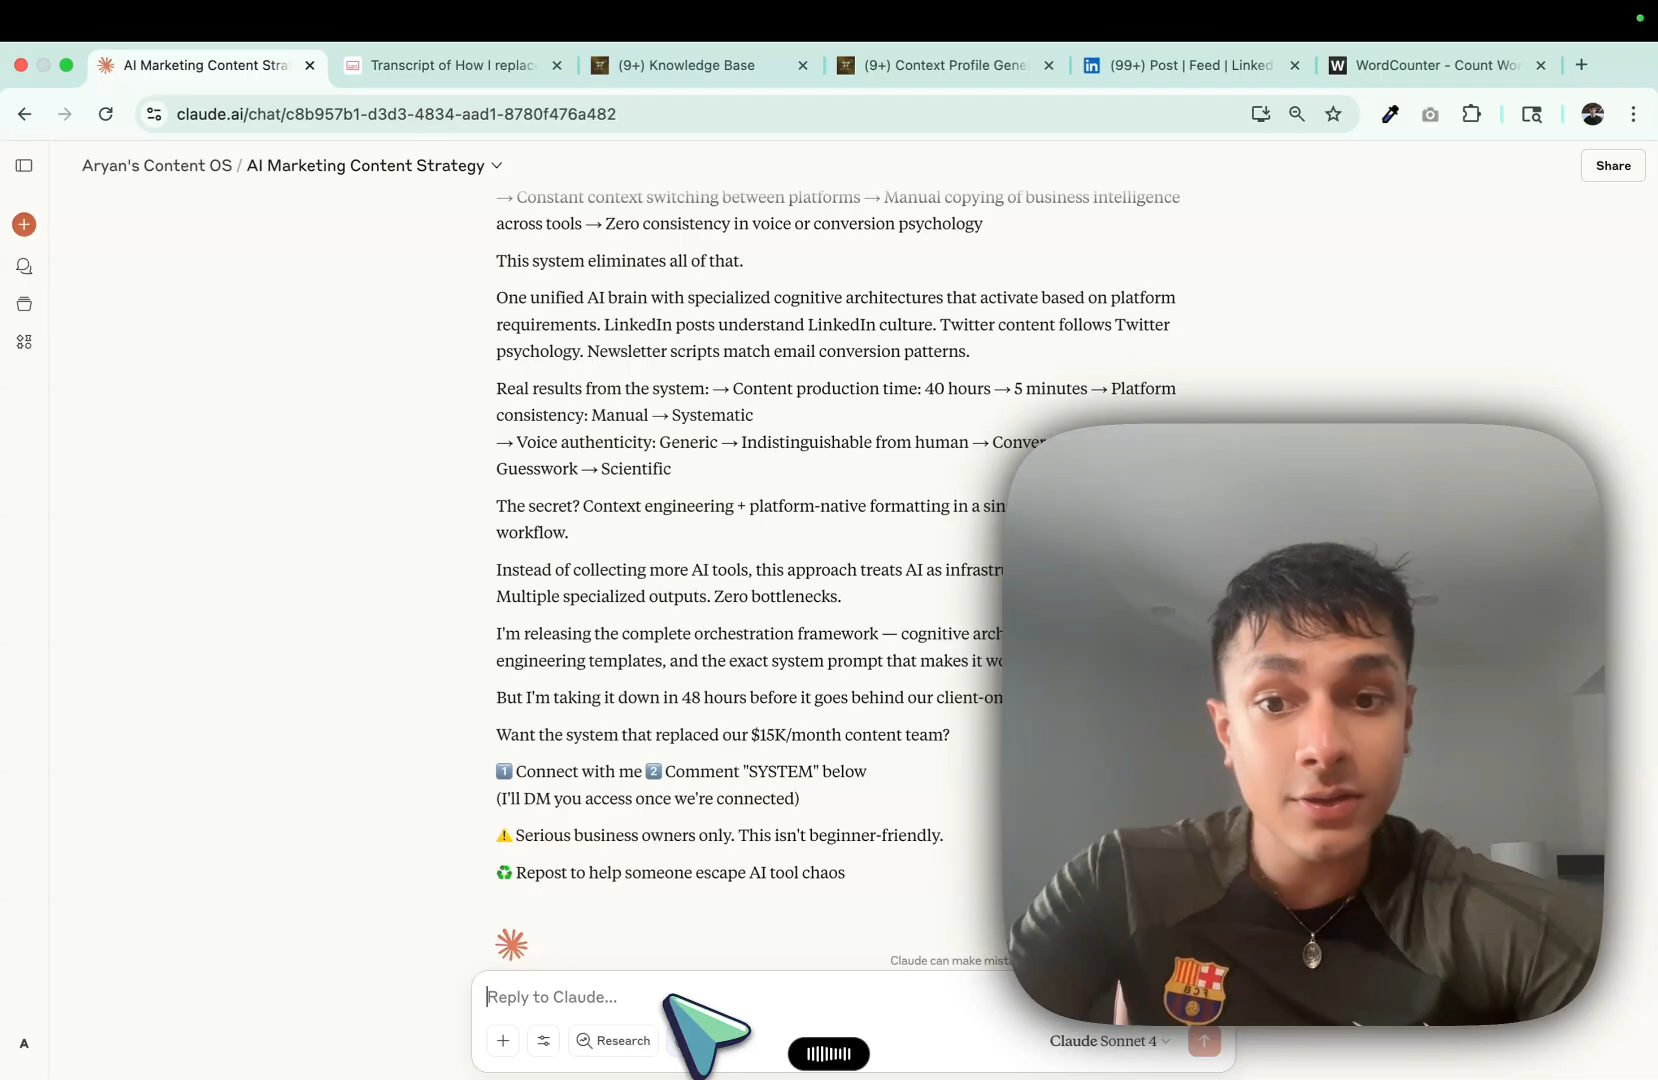 AI Marketing Content Stra
Transcript of How I replac
(9+) Knowledge Base
(9+) Context Profile Gene
(99+) Post | Feed | Linked
WordCounter - Count Wo
claude.ai/chat/c8b957b1-d3d3-4834-aad1-8780f476a482
Aryan's Content OS / AI Marketing Content Strategy
Share
→ Constant context switching between platforms → Manual copying of business intelligence
across tools → Zero consistency in voice or conversion psychology
This system eliminates all of that.
One unified AI brain with specialized cognitive architectures that activate based on platform
requirements. LinkedIn posts understand LinkedIn culture. Twitter content follows Twitter
psychology. Newsletter scripts match email conversion patterns.
Real results from the system: → Content production time: 40 hours → 5 minutes → Platform
consistency: Manual → Systematic
→ Voice authenticity: Generic → Indistinguishable from human → Conver
Guesswork → Scientific
The secret? Context engineering + platform-native formatting in a sin
workflow.
Instead of collecting more AI tools, this approach treats AI as infrastru
Multiple specialized outputs. Zero bottlenecks.
I'm releasing the complete orchestration framework — cognitive arch
engineering templates, and the exact system prompt that makes it wo
But I'm taking it down in 48 hours before it goes behind our client-on
Want the system that replaced our $15K/month content team?
1️⃣ Connect with me 2️⃣ Comment "SYSTEM" below
(I'll DM you access once we're connected)
⚠️ Serious business owners only. This isn't beginner-friendly.
♻️ Repost to help someone escape AI tool chaos
Claude can make mist
Reply to Claude...
Research
Claude Sonnet 4
A